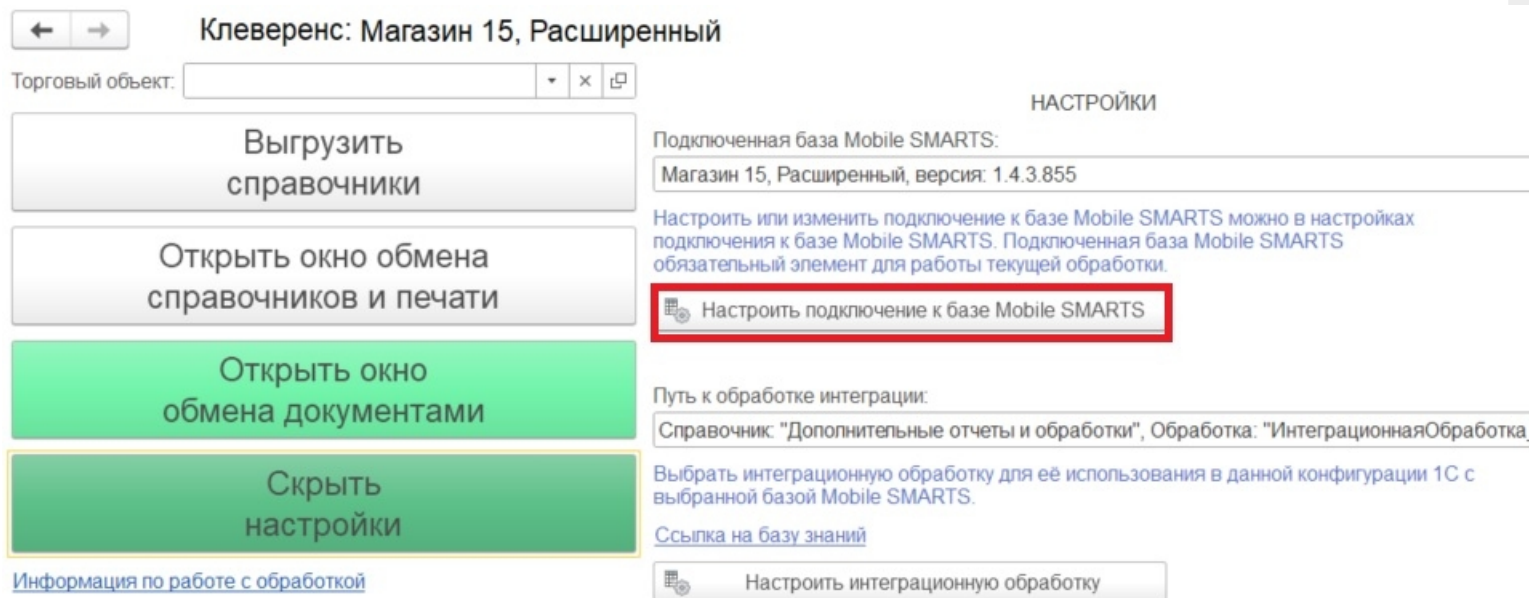 Клеверенс: Магазин 15, Расширенный
Торговый объект:
Выгрузить
справочники
Открыть окно обмена
справочников и печати
Открыть окно
обмена документами
Скрыть
настройки
Информация по работе с обработкой
НАСТРОЙКИ
Подключенная база Mobile SMARTS:
Магазин 15, Расширенный, версия: 1.4.3.855
Настроить или изменить подключение к базе Mobile SMARTS можно в настройках
подключения к базе Mobile SMARTS. Подключенная база Mobile SMARTS
обязательный элемент для работы текущей обработки.
Настроить подключение к базе Mobile SMARTS
Путь к обработке интеграции:
Справочник: "Дополнительные отчеты и обработки", Обработка: "ИнтеграционнаяОбработка_
Выбрать интеграционную обработку для её использования в данной конфигурации 1С с
выбранной базой Mobile SMARTS.
Ссылка на базу знаний
Настроить интеграционную обработку